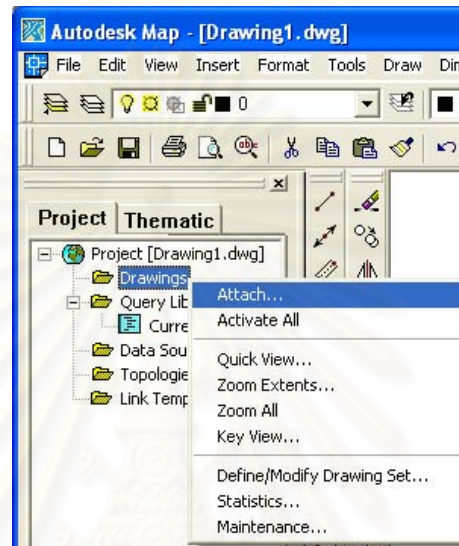 Autodesk Map - [Drawing1.dwg]
File Edit View Insert Format Tools Draw Dim
0
Project Thematic
Project [Drawing1.dwg]
Drawings
Query Lib
Curre
Data Sou
Topologie
Link Temp
Attach...
Activate All
Quick View...
Zoom Extents...
Zoom All
Key View...
Define/Modify Drawing Set...
Statistics...
Maintenance...